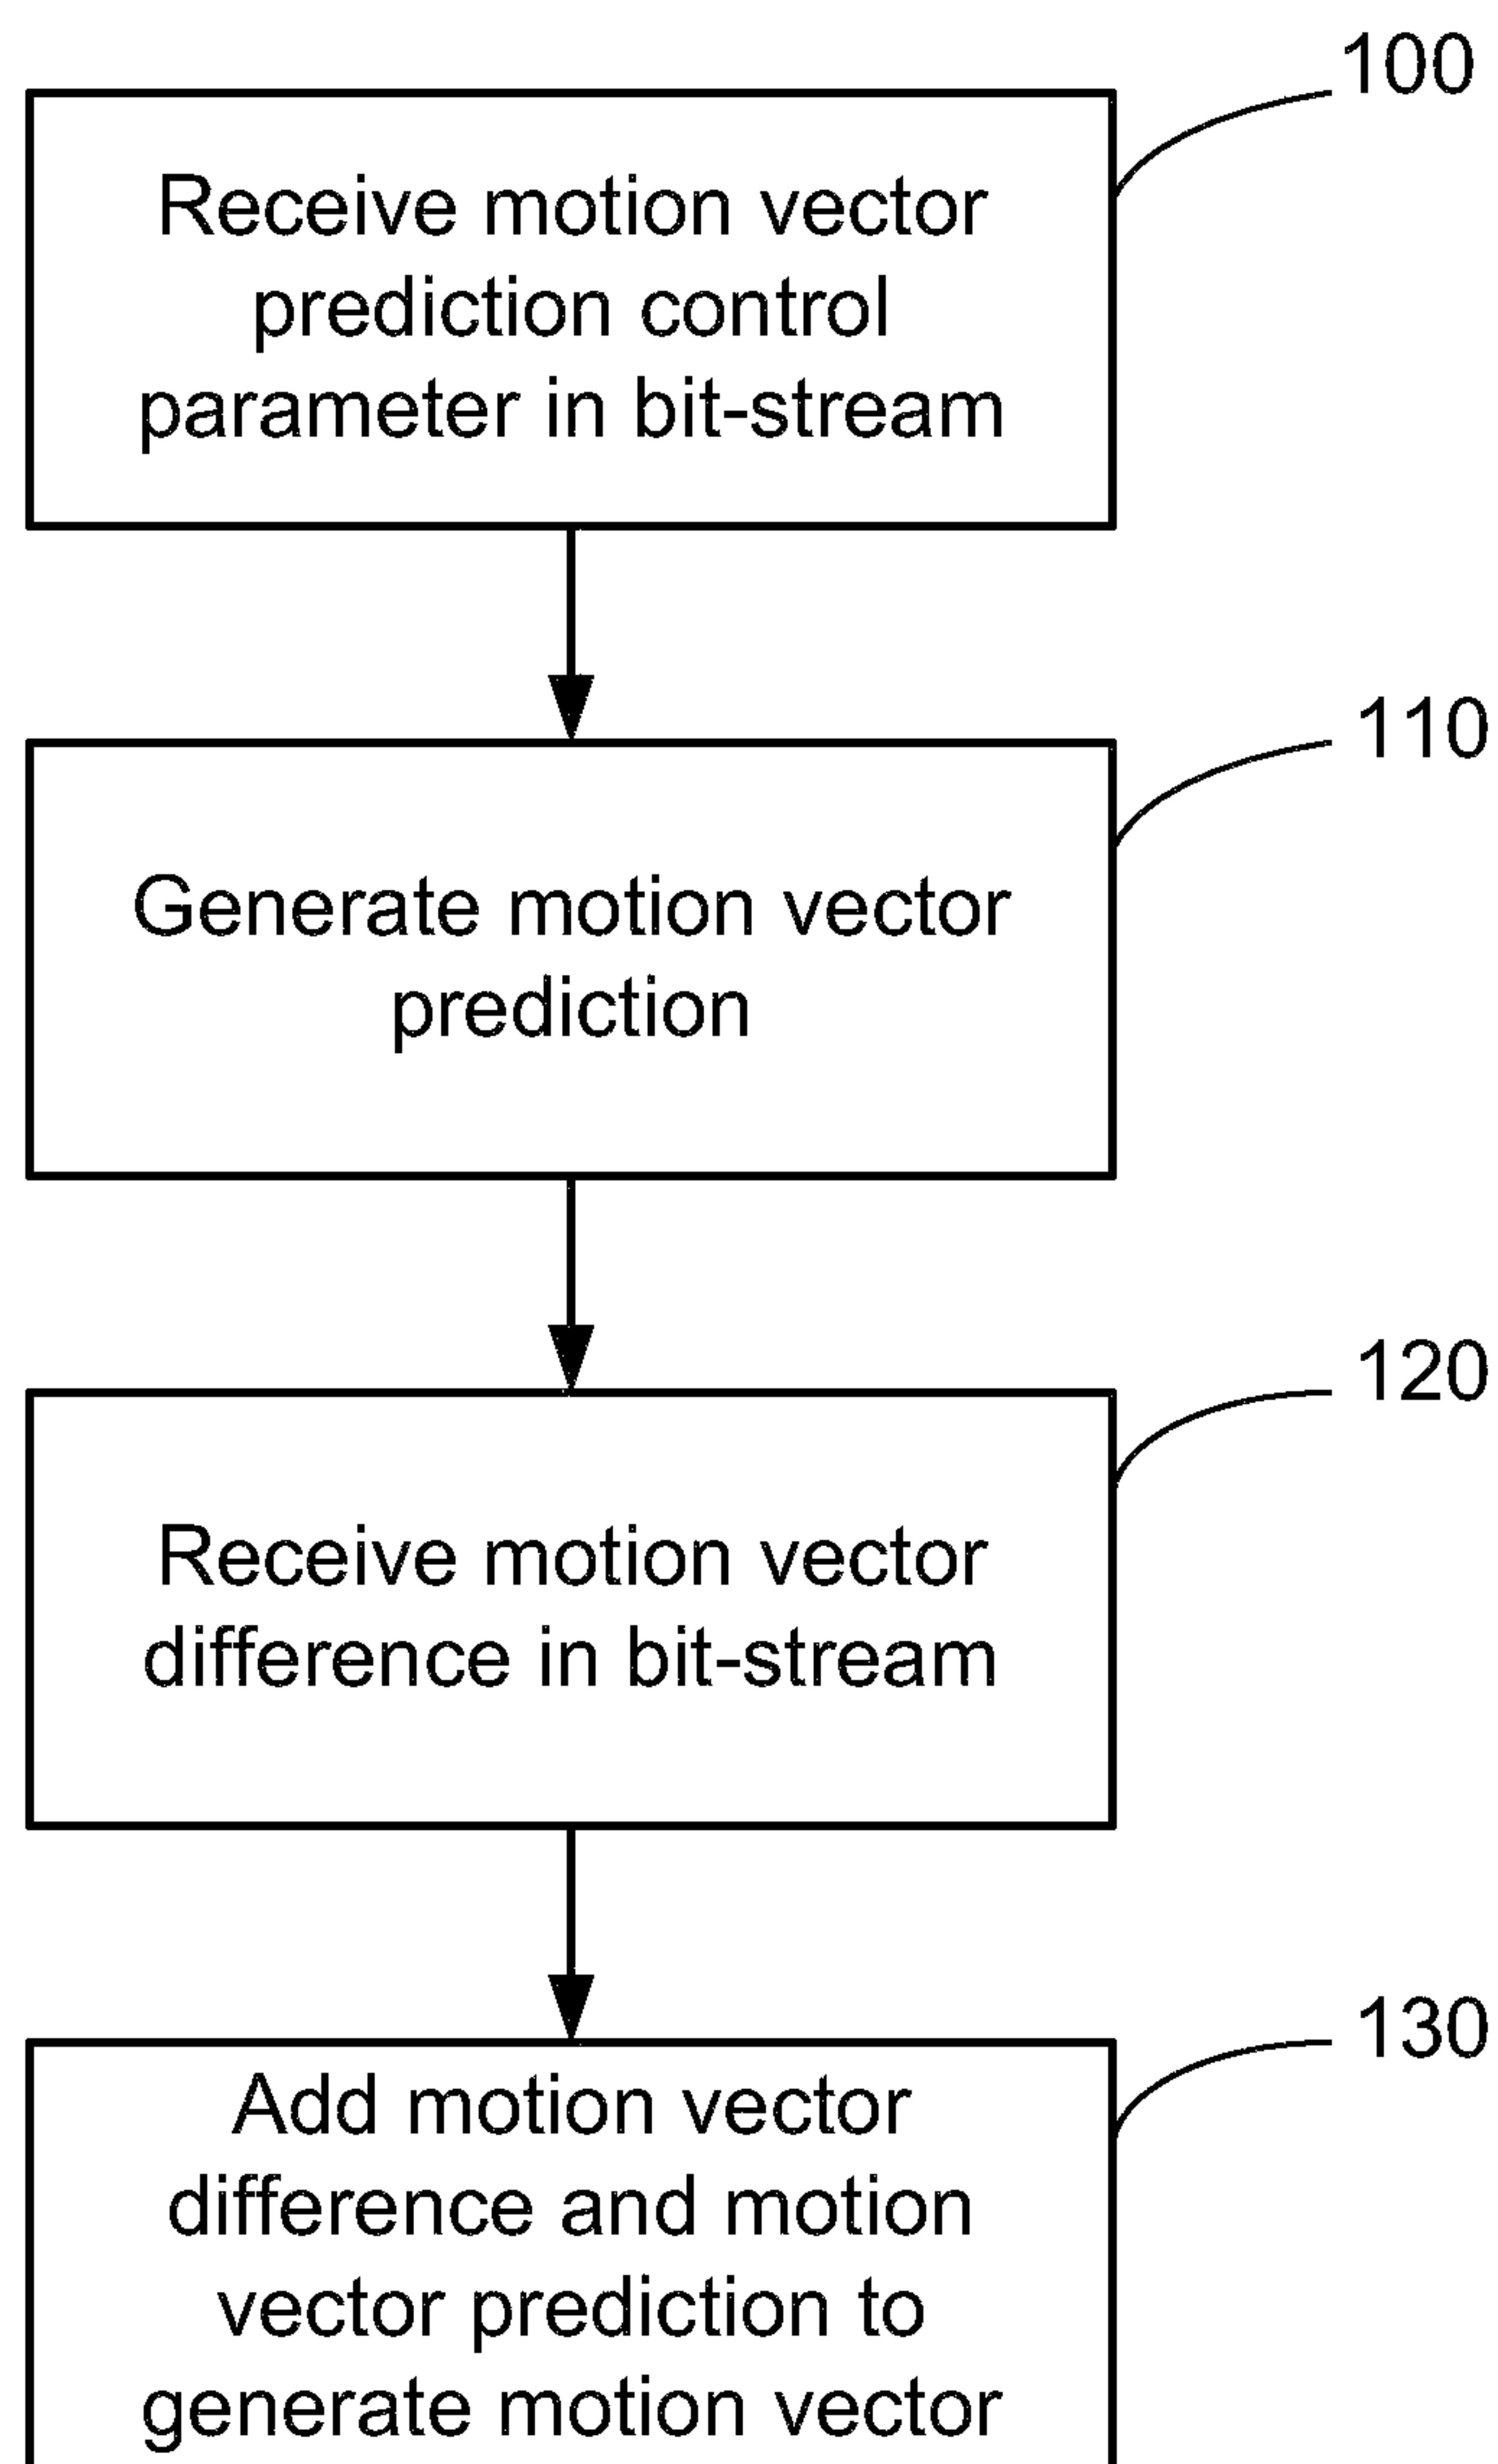 100
Receive motion vector
prediction control
parameter in bit-stream
110
Generate motion vector
prediction
120
Receive motion vector
difference in bit-stream
130
Add motion vector
difference and motion
vector prediction to
generate motion vector